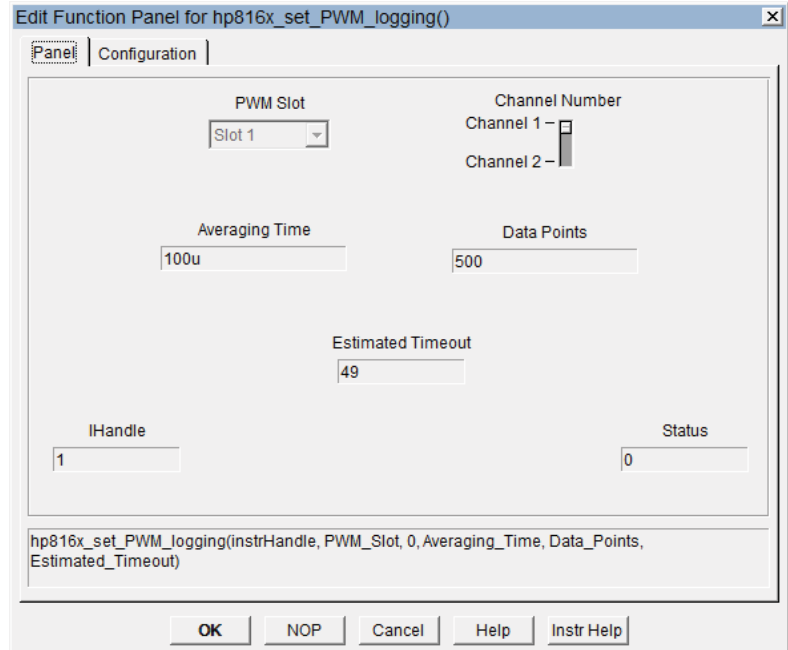 Edit Function Panel for hp816x_set_PWM_logging()
Panel
Configuration
PWM Slot
Slot 1
Channel Number
Channel 1
Channel 2
Averaging Time
100u
Data Points
500
Estimated Timeout
49
IHandle
1
Status
0
hp816x_set_PWM_logging(instrHandle, PWM_Slot, 0, Averaging_Time, Data_Points,
Estimated_Timeout)
OK NOP Cancel Help Instr Help